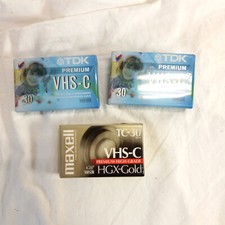 TDK
PREMIUM
VHS-C
30
TDK
PREMIUM
30
maxell
TC-30
VHS-C
PREMIUM HIGH GRADE
HGX-Gold